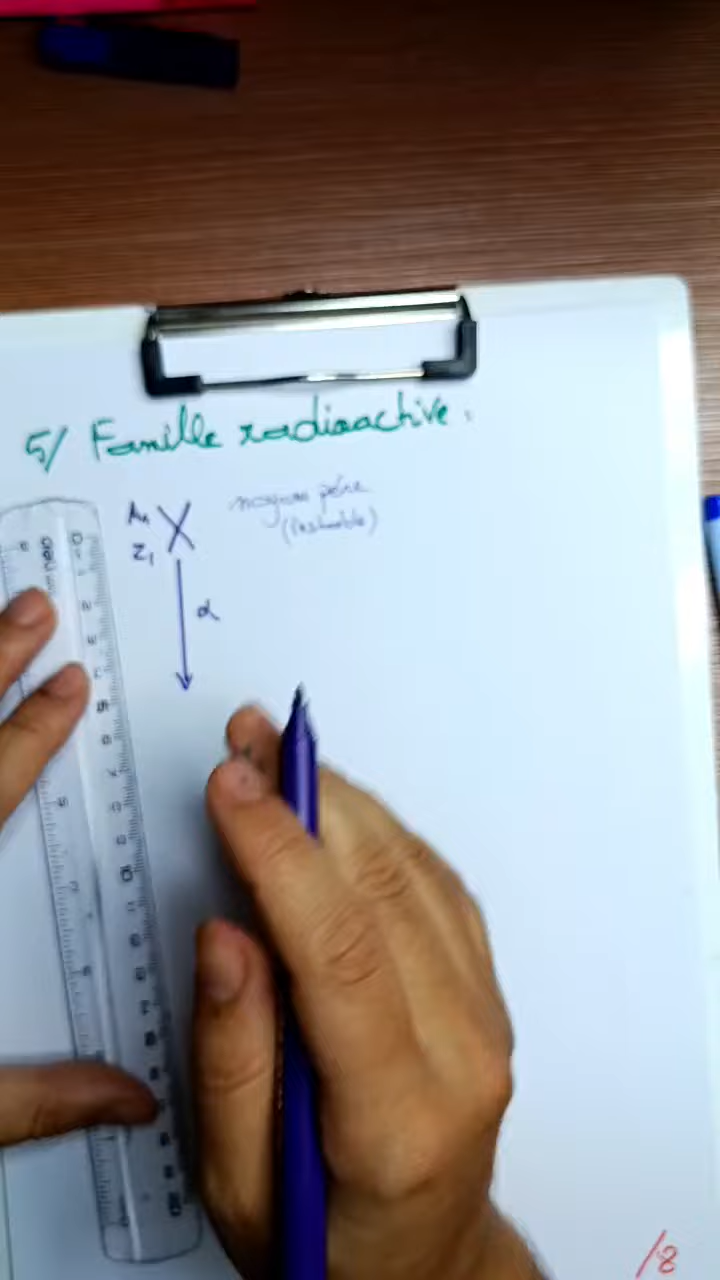 5/ Famille radioactive :
A₁ X noyau père
Z₁ (instable)
α
/8